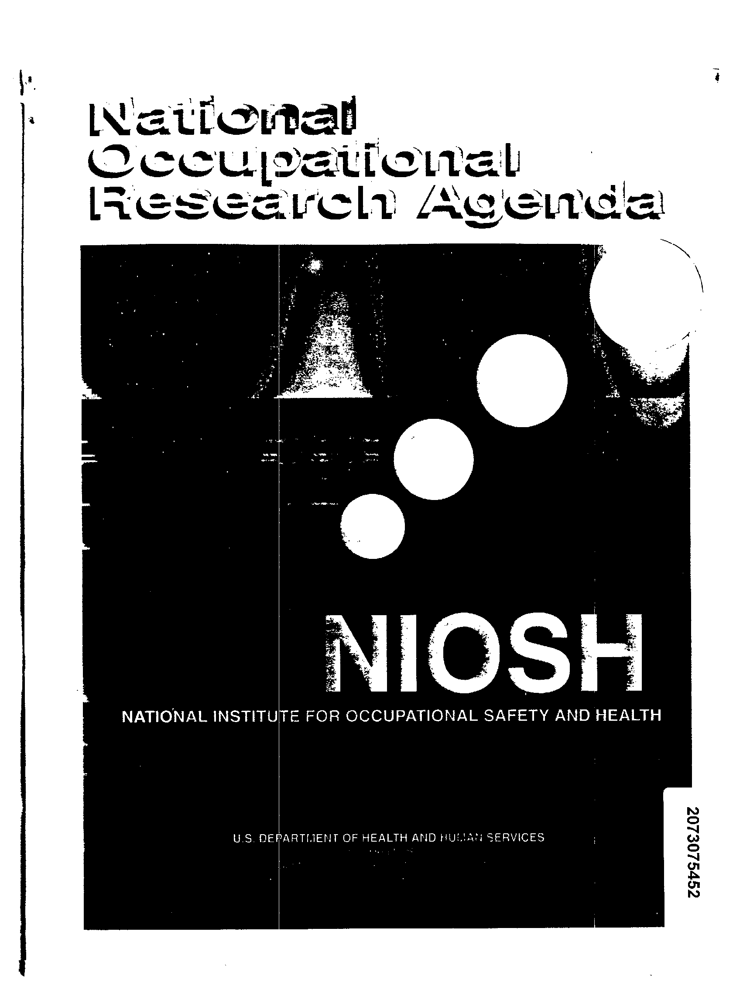 National
Occupational
Research Agenda
NIOSH
NATIONAL INSTITUTE FOR OCCUPATIONAL SAFETY AND HEALTH
U.S. DEPARTMENT OF HEALTH AND HUMAN SERVICES
2073075452